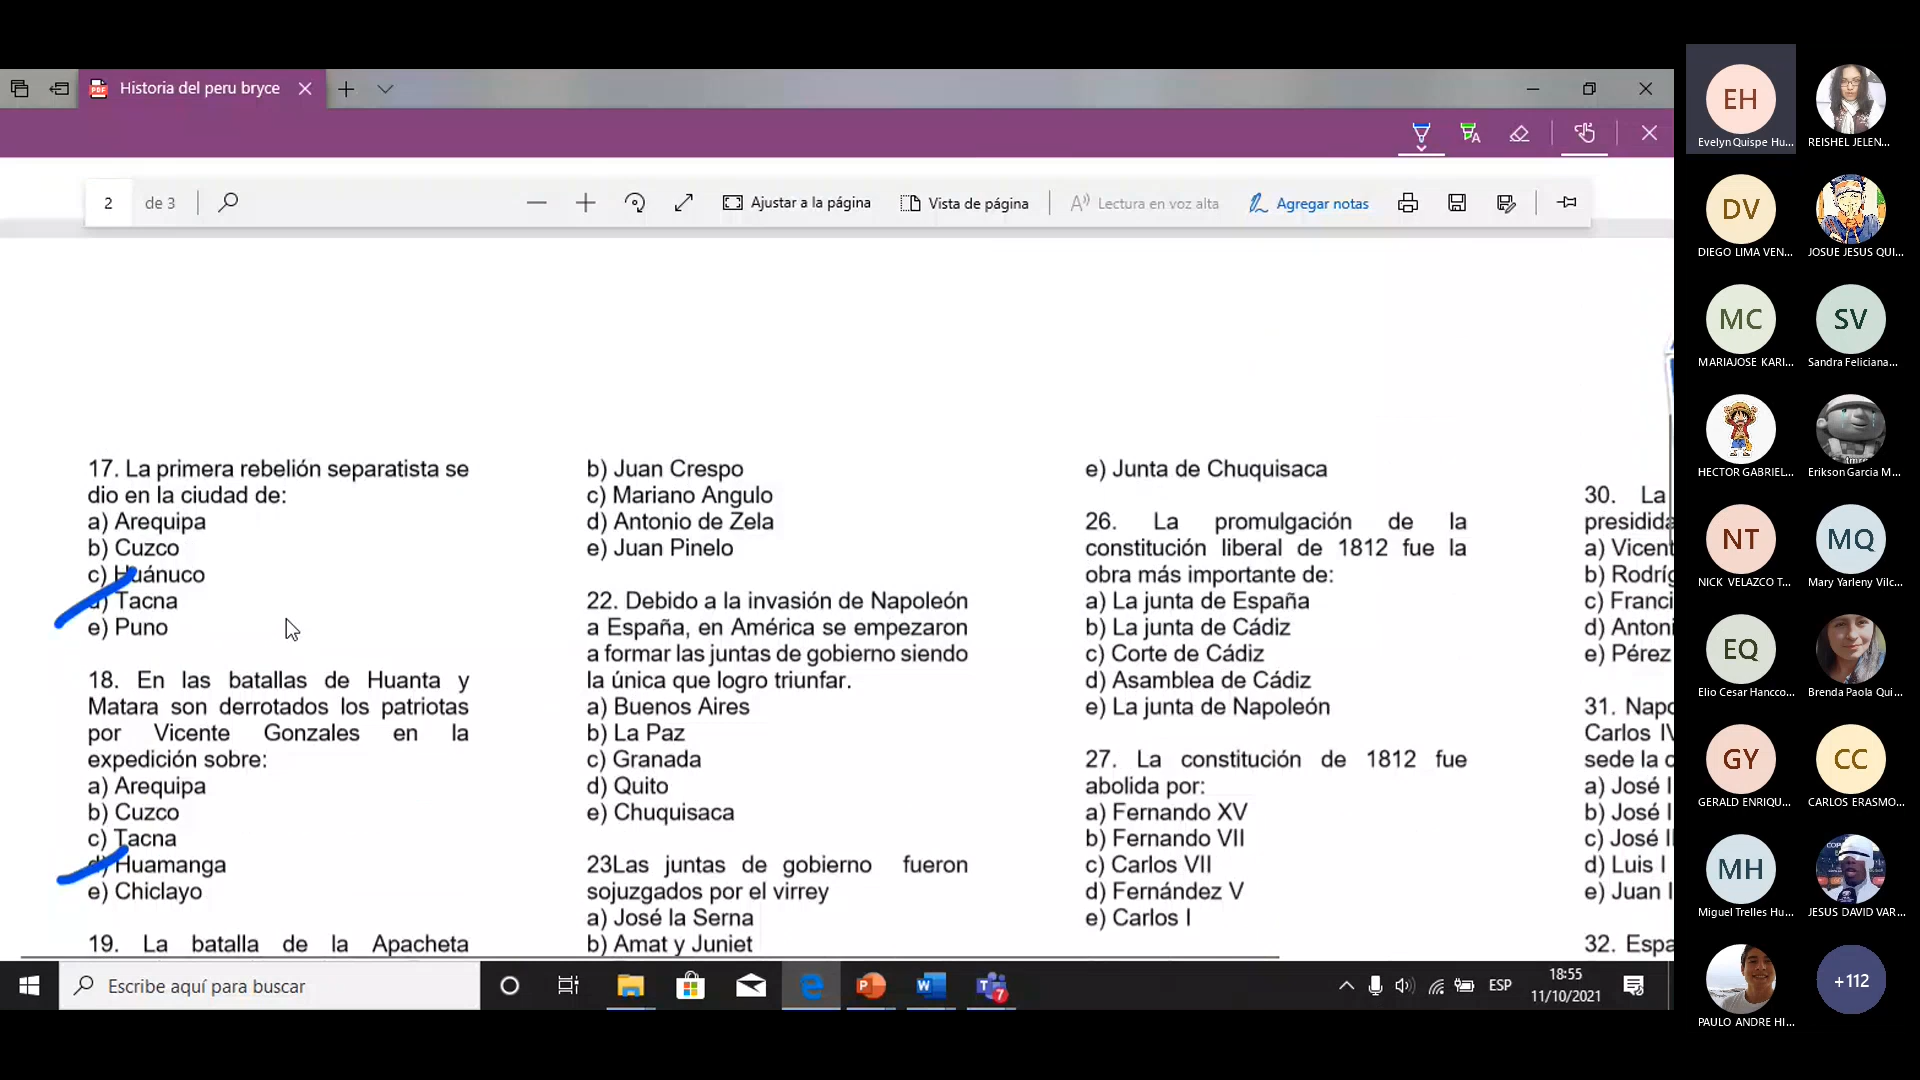 Historia del peru bryce
2 de 3
Ajustar a la página
Vista de página
Lectura en voz alta
Agregar notas
17. La primera rebelión separatista se
dio en la ciudad de:
a) Arequipa
b) Cuzco
c) Huánuco
d) Tacna
e) Puno
18. En las batallas de Huanta y
Matara son derrotados los patriotas
por Vicente Gonzales en la
expedición sobre:
a) Arequipa
b) Cuzco
c) Tacna
d) Huamanga
e) Chiclayo
19. La batalla de la Apacheta
b) Juan Crespo
c) Mariano Angulo
d) Antonio de Zela
e) Juan Pinelo
22. Debido a la invasión de Napoleón
a España, en América se empezaron
a formar las juntas de gobierno siendo
la única que logro triunfar.
a) Buenos Aires
b) La Paz
c) Granada
d) Quito
e) Chuquisaca
23Las juntas de gobierno fueron
sojuzgados por el virrey
a) José la Serna
b) Amat y Juniet
e) Junta de Chuquisaca
26. La promulgación de la
constitución liberal de 1812 fue la
obra más importante de:
a) La junta de España
b) La junta de Cádiz
c) Corte de Cádiz
d) Asamblea de Cádiz
e) La junta de Napoleón
27. La constitución de 1812 fue
abolida por:
a) Fernando XV
b) Fernando VII
c) Carlos VII
d) Fernández V
e) Carlos I
30. La
presidida
a) Vicent
b) Rodríg
c) Franci
d) Antoni
e) Pérez
31. Napo
Carlos IV
sede la c
a) José I
b) José I
c) José II
d) Luis I
e) Juan I
32. Espa
Escribe aquí para buscar
ESP
18:55
11/10/2021
EH
Evelyn Quispe Hu...
REISHEL JELEN...
DV
DIEGO LIMA VEN...
JOSUE JESUS QUI...
MC
MARIAJOSE KARI...
SV
Sandra Feliciana...
HECTOR GABRIEL...
Erikson Garcia M...
NT
NICK VELAZCO T...
MQ
Mary Yarleny Vilc...
EQ
Elio Cesar Hancco...
Brenda Paola Qui...
GY
GERALD ENRIQU...
CC
CARLOS ERASMO...
MH
Miguel Trelles Hu...
JESUS DAVID VAR...
PAULO ANDRE HI...
+112